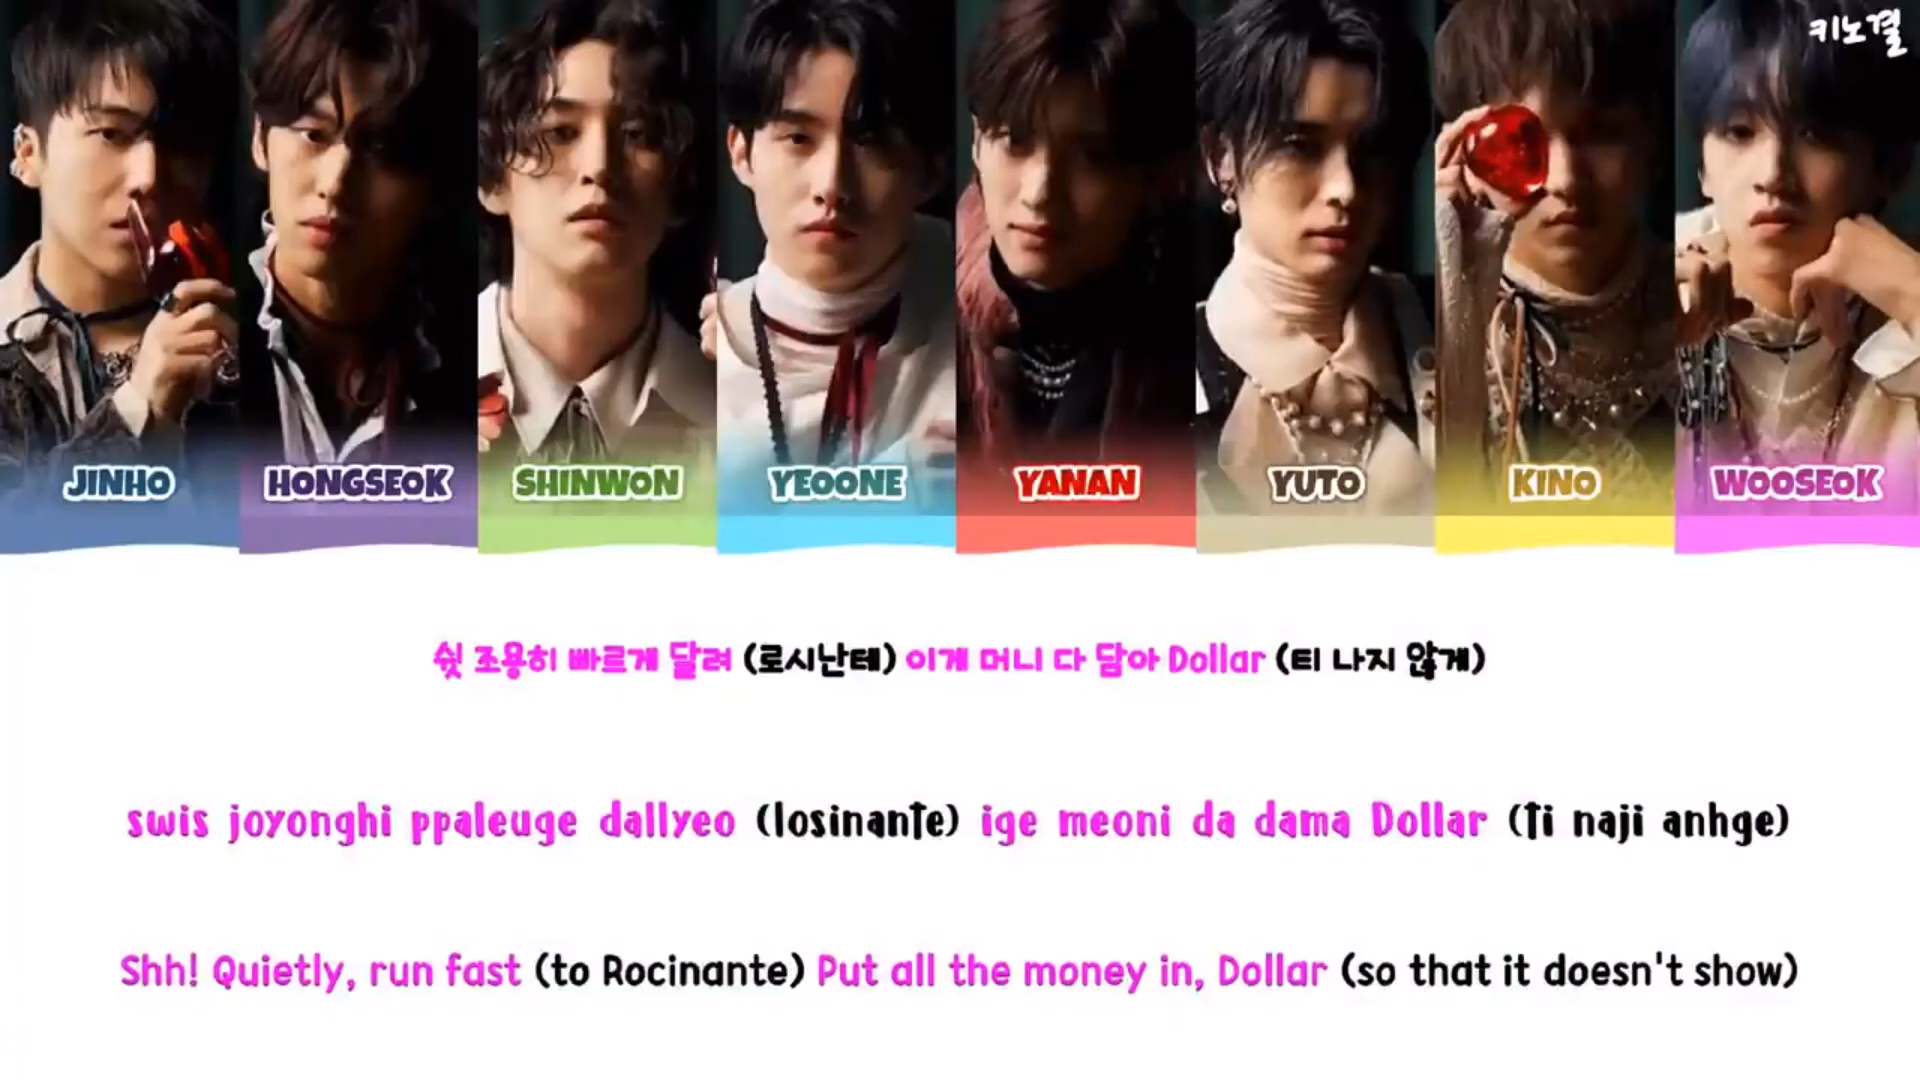 키노결
JINHO HONGSEOK SHINWON YEOONE YANAN YUTO KINO WOOSEOK
쉿 조용히 빠르게 달려 (로시난테) 이게 머니 다 담아 Dollar (티 나지 않게)
swis joyonghi ppaleuge dallyeo (losinante) ige meoni da dama Dollar (ti naji anhge)
Shh! Quietly, run fast (to Rocinante) Put all the money in, Dollar (so that it doesn't show)